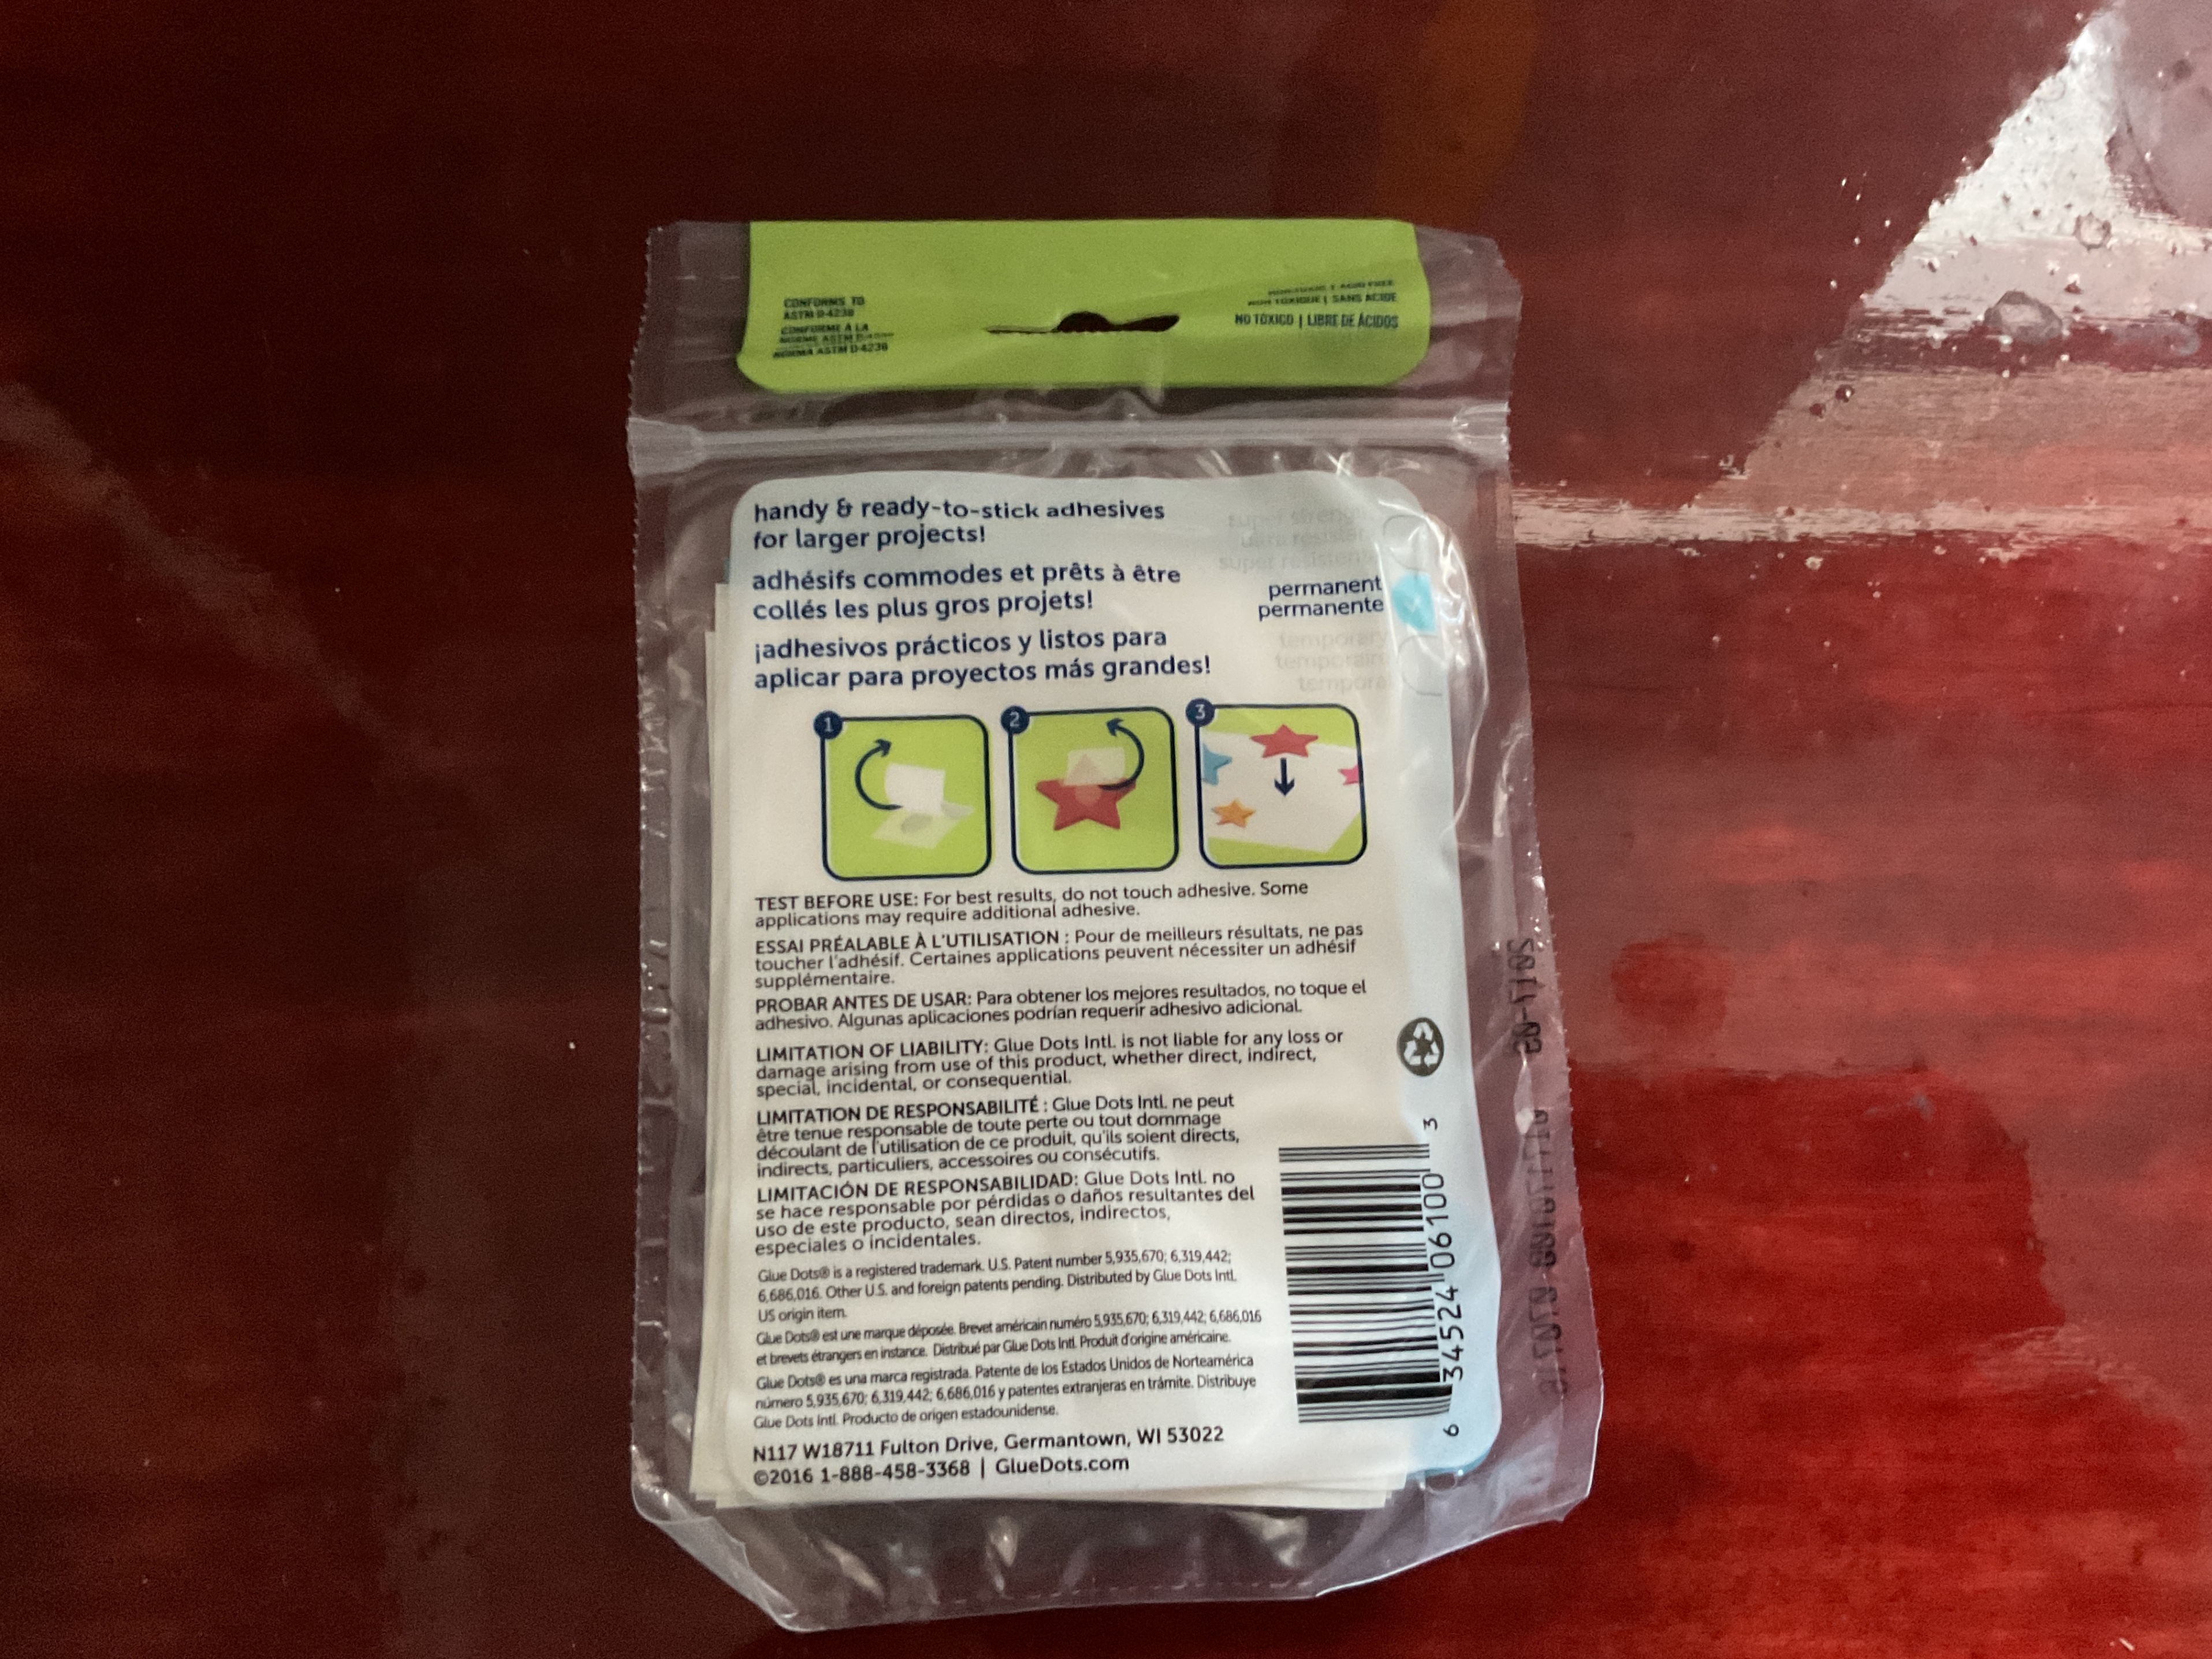 CONFORMS TO
ASTM D-4238
CONFORME À LA
NORME ASTM D-4238
NORMA ASTM D-4238
NON-TOXIC | ACID FREE
NON TOXIQUE | SANS ACIDE
NO TÓXICO | LIBRE DE ÁCIDOS
handy & ready-to-stick adhesives
for larger projects!
adhésifs commodes et prêts à être
collés les plus gros projets!
¡adhesivos prácticos y listos para
aplicar para proyectos más grandes!
super
permanent
permanente
temporary
temporaire
temporal
1
2
3
TEST BEFORE USE: For best results, do not touch adhesive. Some
applications may require additional adhesive.
ESSAI PRÉALABLE À L'UTILISATION : Pour de meilleurs résultats, ne pas
toucher l'adhésif. Certaines applications peuvent nécessiter un adhésif
supplémentaire.
PROBAR ANTES DE USAR: Para obtener los mejores resultados, no toque el
adhesivo. Algunas aplicaciones podrían requerir adhesivo adicional.
LIMITATION OF LIABILITY: Glue Dots Intl. is not liable for any loss or
damage arising from use of this product, whether direct, indirect,
special, incidental, or consequential.
LIMITATION DE RESPONSABILITÉ : Glue Dots Intl. ne peut
être tenue responsable de toute perte ou tout dommage
découlant de l'utilisation de ce produit, qu'ils soient directs,
indirects, particuliers, accessoires ou consécutifs.
LIMITACIÓN DE RESPONSABILIDAD: Glue Dots Intl. no
se hace responsable por pérdidas o daños resultantes del
uso de este producto, sean directos, indirectos,
especiales o incidentales.
Glue Dots® is a registered trademark. U.S. Patent number 5,935,670; 6,319,442;
6,686,016. Other U.S. and foreign patents pending. Distributed by Glue Dots Intl.
US origin item.
Glue Dots® est une marque déposée. Brevet américain numéro 5,935,670; 6,319,442; 6,686,016
et brevets étrangers en instance. Distribué par Glue Dots Intl. Produit d'origine américaine.
Glue Dots® es una marca registrada. Patente de los Estados Unidos de Norteamérica
número 5,935,670; 6,319,442; 6,686,016 y patentes extranjeras en trámite. Distribuye
Glue Dots Intl. Producto de origen estadounidense.
N117 W18711 Fulton Drive, Germantown, WI 53022
©2016 1-888-458-3368 | GlueDots.com
6 34524 06100 3